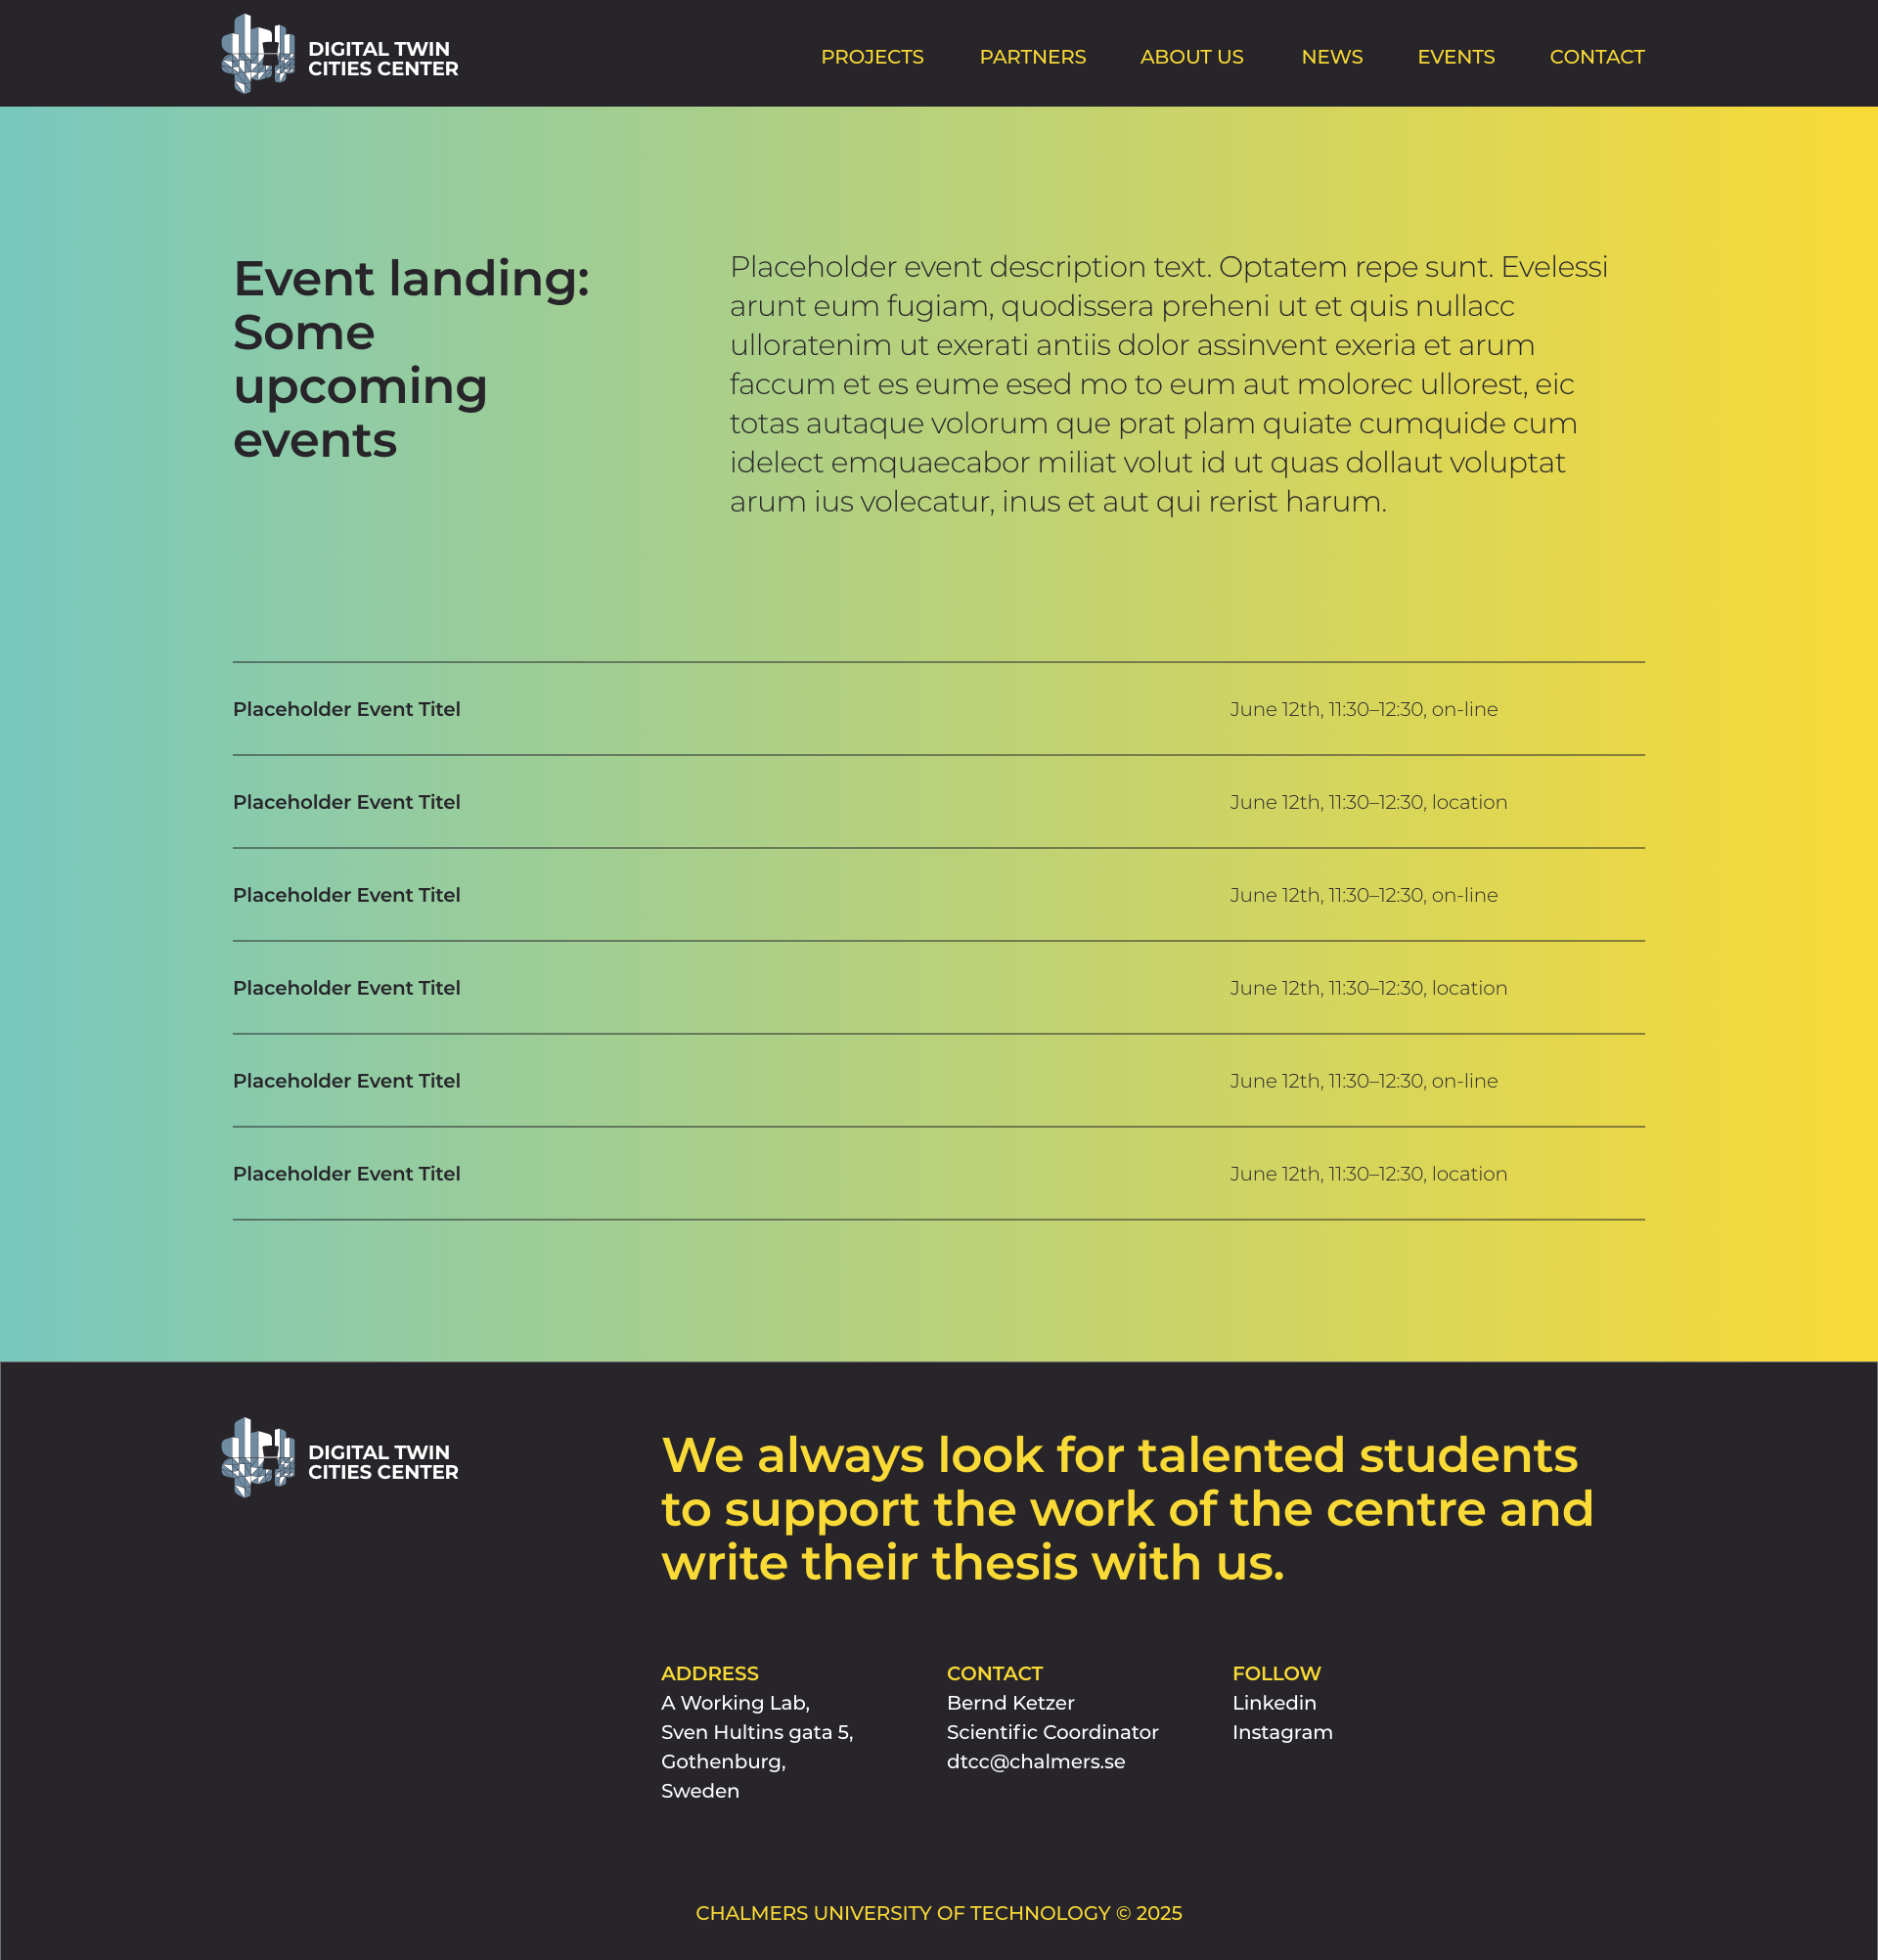 DIGITAL TWIN
CITIES CENTER
PROJECTS PARTNERS ABOUT US NEWS EVENTS CONTACT
Event landing:
Some
upcoming
events
Placeholder event description text. Optatem repe sunt. Evelessi
arunt eum fugiam, quodissera preheni ut et quis nullacc
ulloratenim ut exerati antiis dolor assinvent exeria et arum
faccum et es eume esed mo to eum aut molorec ullorest, eic
totas autaque volorum que prat plam quiate cumquide cum
idelect emquaecabor miliat volut id ut quas dollaut voluptat
arum ius volecatur, inus et aut qui rerist harum.
Placeholder Event Titel June 12th, 11:30–12:30, on-line
Placeholder Event Titel June 12th, 11:30–12:30, location
Placeholder Event Titel June 12th, 11:30–12:30, on-line
Placeholder Event Titel June 12th, 11:30–12:30, location
Placeholder Event Titel June 12th, 11:30–12:30, on-line
Placeholder Event Titel June 12th, 11:30–12:30, location
DIGITAL TWIN
CITIES CENTER
We always look for talented students
to support the work of the centre and
write their thesis with us.
ADDRESS
A Working Lab,
Sven Hultins gata 5,
Gothenburg,
Sweden
CONTACT
Bernd Ketzer
Scientific Coordinator
dtcc@chalmers.se
FOLLOW
Linkedin
Instagram
CHALMERS UNIVERSITY OF TECHNOLOGY © 2025